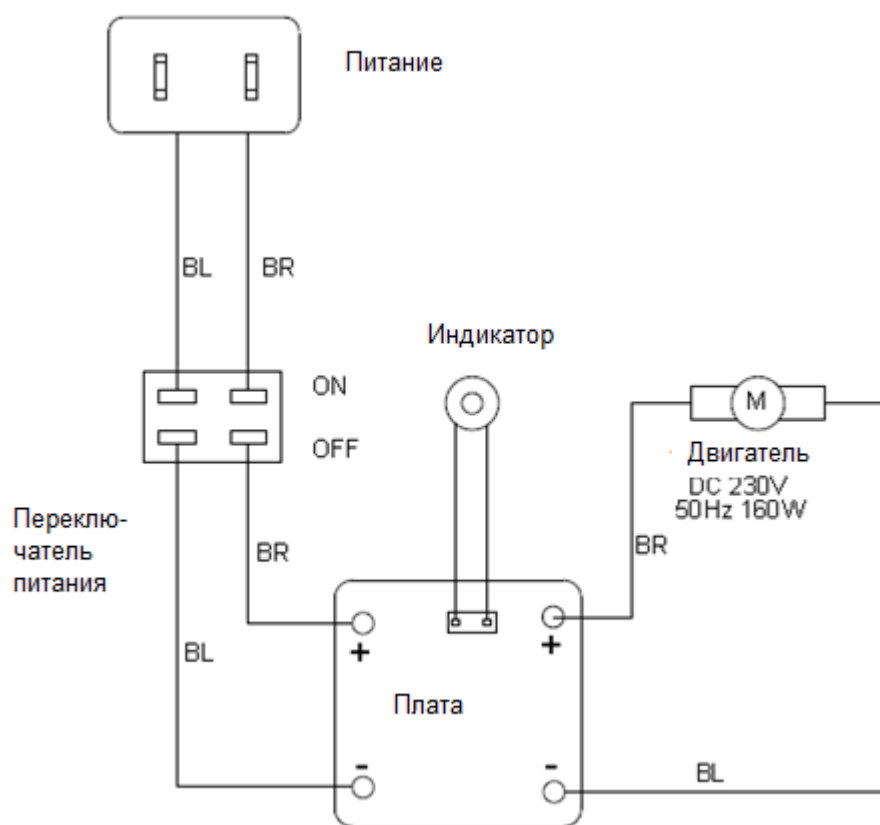 Питание
BL
BR
Индикатор
ON
OFF
M
Двигатель
DC 230V
50Hz 160W
Переклю-
чатель
питания
BR
BR
BL
+
+
Плата
-
-
BL